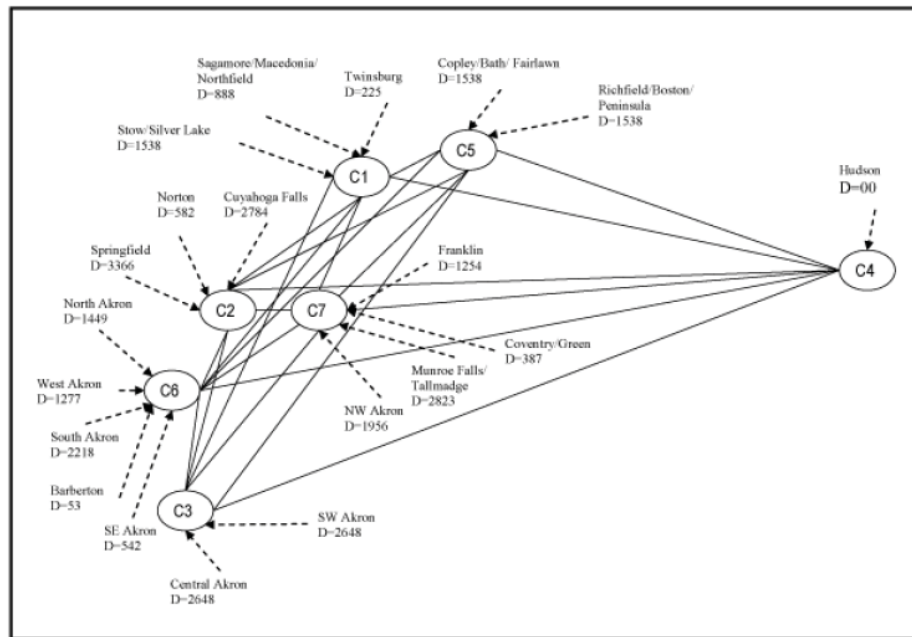 Sagamore/Macedonia/
Northfield
D=888
Twinsburg
D=225
Copley/Bath/ Fairlawn
D=1538
Richfield/Boston/
Peninsula
D=1538
Stow/Silver Lake
D=1538
C5
C1
Hudson
D=00
Norton
D=582
Cuyahoga Falls
D=2784
Springfield
D=3366
Franklin
D=1254
C4
North Akron
D=1449
C2
C7
Coventry/Green
D=387
Munroe Falls/
Tallmadge
D=2823
West Akron
D=1277
C6
NW Akron
D=1956
South Akron
D=2218
Barberton
D=53
C3
SE Akron
D=542
SW Akron
D=2648
Central Akron
D=2648